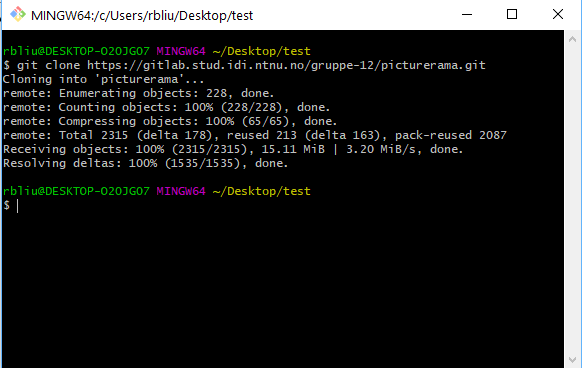 MINGW64:/c/Users/rbliu/Desktop/test
rbliu@DESKTOP-O2OJGO7 MINGW64 ~/Desktop/test
$ git clone https://gitlab.stud.idi.ntnu.no/gruppe-12/picturerama.git
Cloning into 'picturerama'...
remote: Enumerating objects: 228, done.
remote: Counting objects: 100% (228/228), done.
remote: Compressing objects: 100% (65/65), done.
remote: Total 2315 (delta 178), reused 213 (delta 163), pack-reused 2087
Receiving objects: 100% (2315/2315), 15.11 MiB | 3.20 MiB/s, done.
Resolving deltas: 100% (1535/1535), done.
rbliu@DESKTOP-O2OJGO7 MINGW64 ~/Desktop/test
$